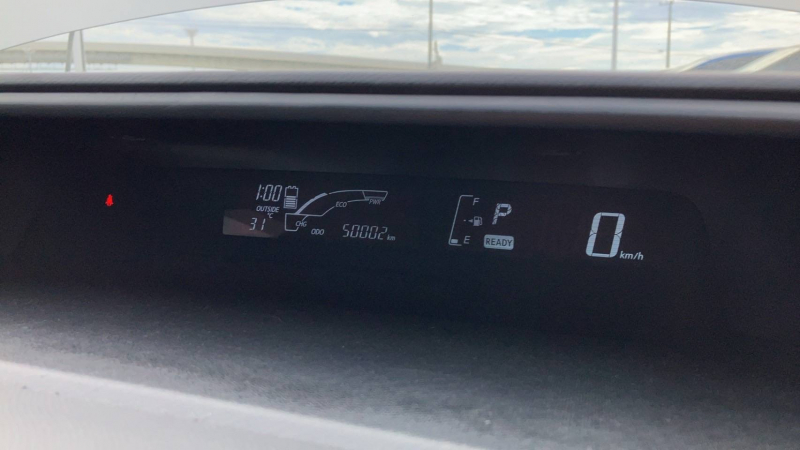 1:00
OUTSIDE
°C
31
ECO
PWR
CHG
ODO 50002 km
F
E
P
READY
0 km/h